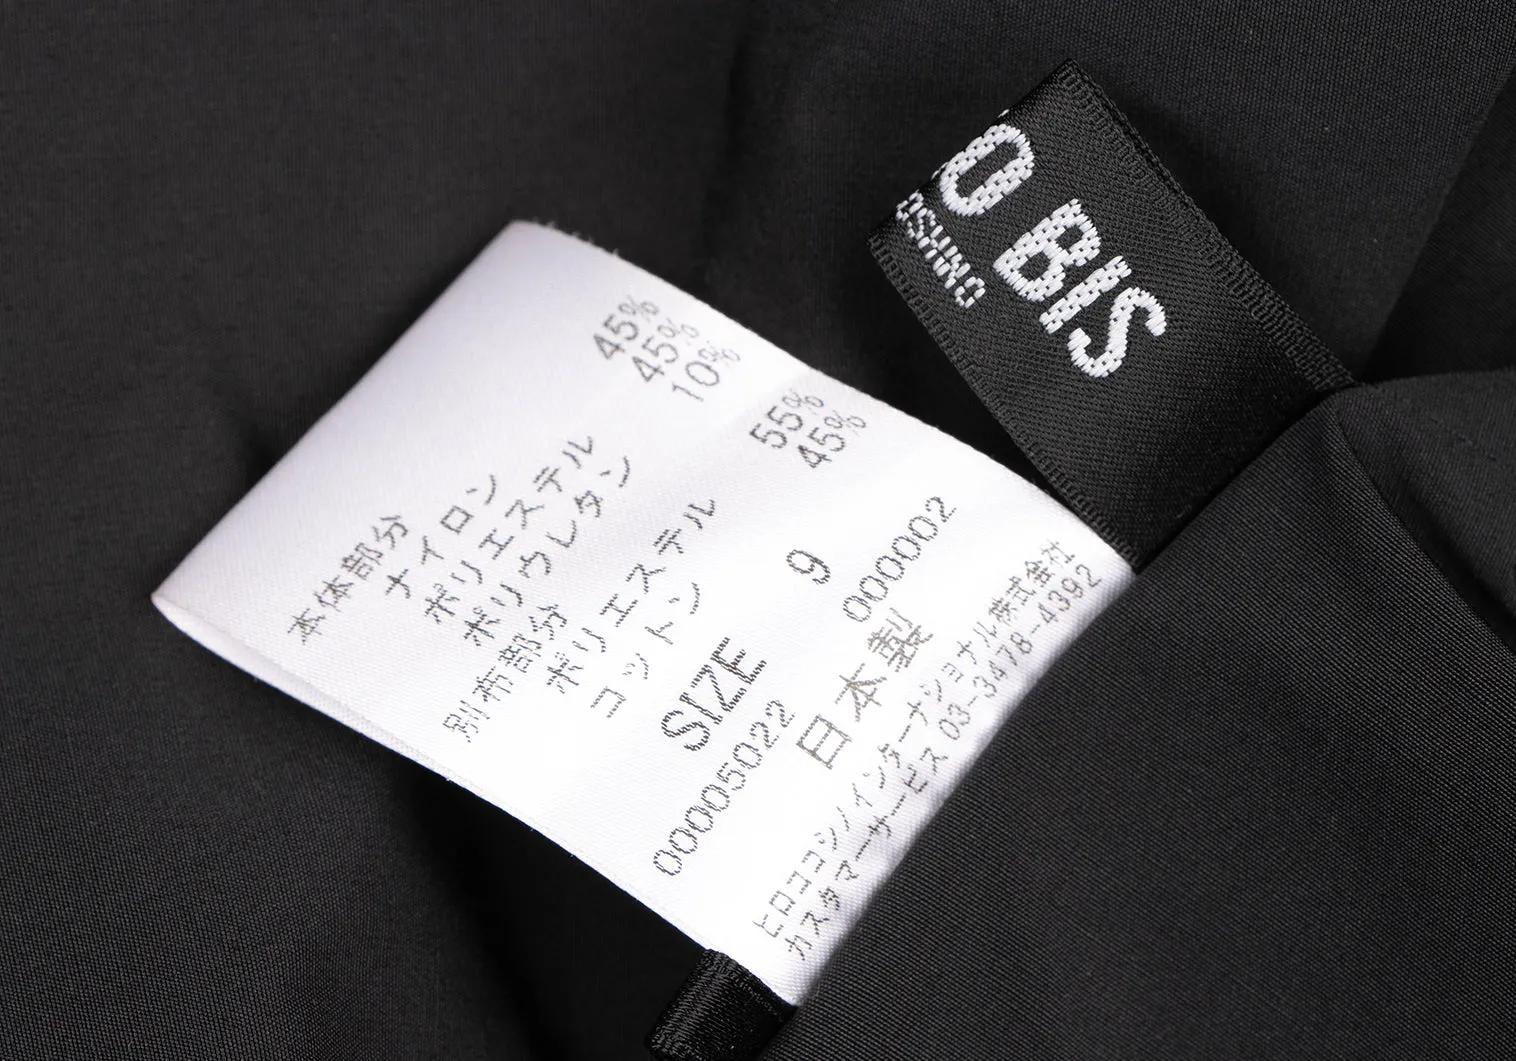 O BIS
OSHINO
本体部分
ナイロン 45%
ポリエステル 45%
ポリウレタン 10%
別布部分
ポリエステル 55%
コットン 45%
SIZE 9
00005022 000002
日本製
ヒロココシノインターナショナル株式会社
カスタマーサービス 03-3478-4392